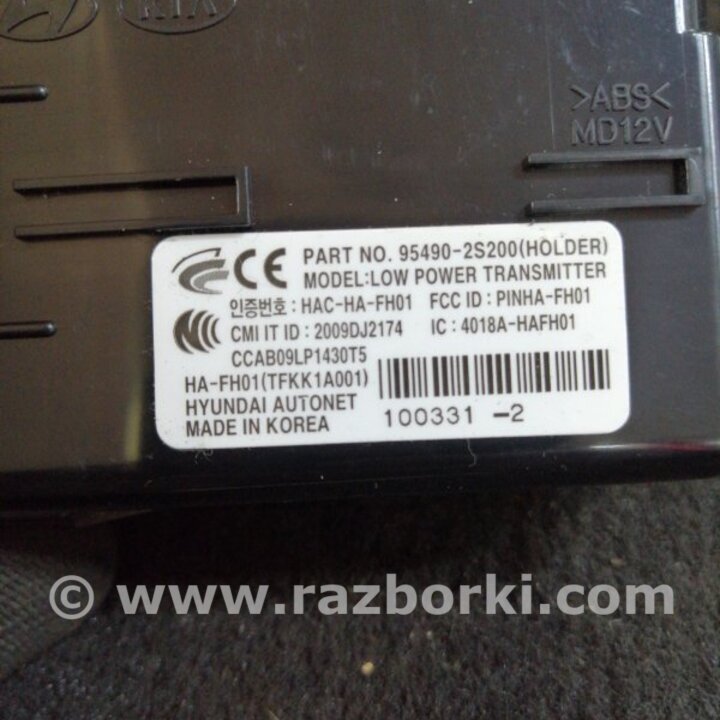 KIA
>ABS<
MD12V
CE
PART NO. 95490-2S200(HOLDER)
MODEL:LOW POWER TRANSMITTER
인증번호 : HAC-HA-FH01 FCC ID : PINHA-FH01
CMI IT ID : 2009DJ2174 IC : 4018A-HAFH01
CCAB09LP1430T5
HA-FH01(TFKK1A001)
HYUNDAI AUTONET
MADE IN KOREA
100331 -2
© www.razborki.com